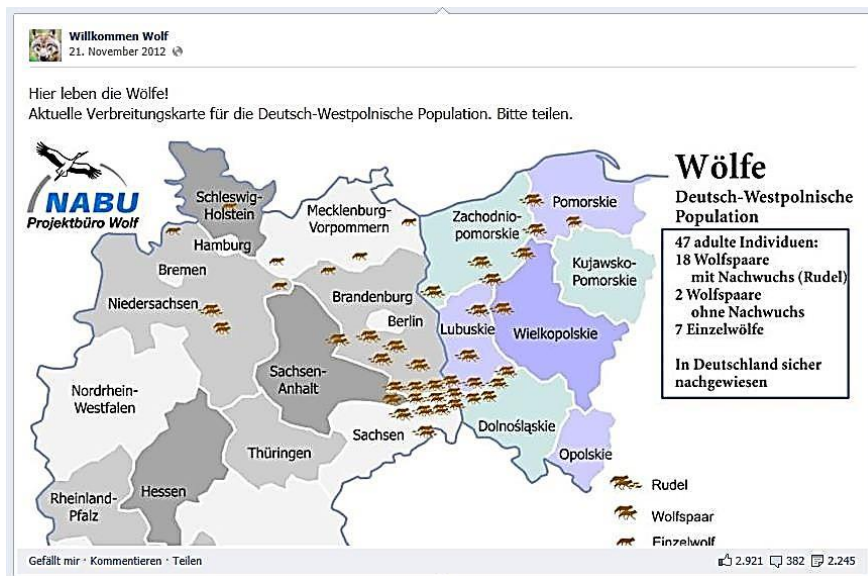 Willkommen Wolf
21. November 2012
Hier leben die Wölfe!
Aktuelle Verbreitungskarte für die Deutsch-Westpolnische Population. Bitte teilen.
NABU
Projektbüro Wolf
Schleswig-
Holstein
Hamburg
Bremen
Niedersachsen
Mecklenburg-
Vorpommern
Brandenburg
Berlin
Sachsen-
Anhalt
Nordrhein-
Westfalen
Hessen
Thüringen
Sachsen
Rheinland-
Pfalz
Zachodnio-
pomorskie
Pomorskie
Kujawsko-
Pomorskie
Lubuskie
Wielkopolskie
Dolnośląskie
Opolskie
Wölfe
Deutsch-Westpolnische
Population
47 adulte Individuen:
18 Wolfspaare
mit Nachwuchs (Rudel)
2 Wolfspaare
ohne Nachwuchs
7 Einzelwölfe
In Deutschland sicher
nachgewiesen
Rudel
Wolfspaar
Einzelwolf
Gefällt mir · Kommentieren · Teilen
2.921 382 2.245